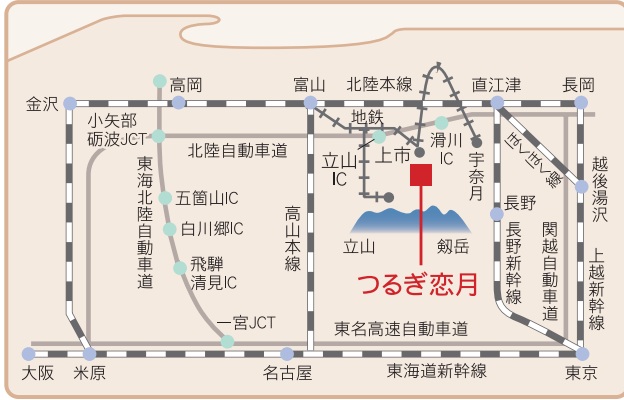 金沢
高岡
富山
北陸本線
直江津
長岡
小矢部
砺波JCT
地鉄
滑川
IC
北陸自動車道
立山
IC
上市
宇奈月
ほくほく線
越後湯沢
東海北陸自動車道
五箇山IC
白川郷IC
飛騨
清見IC
高山本線
立山
剱岳
つるぎ恋月
長野
長野新幹線
関越自動車道
上越新幹線
一宮JCT
東名高速自動車道
大阪
米原
名古屋
東海道新幹線
東京